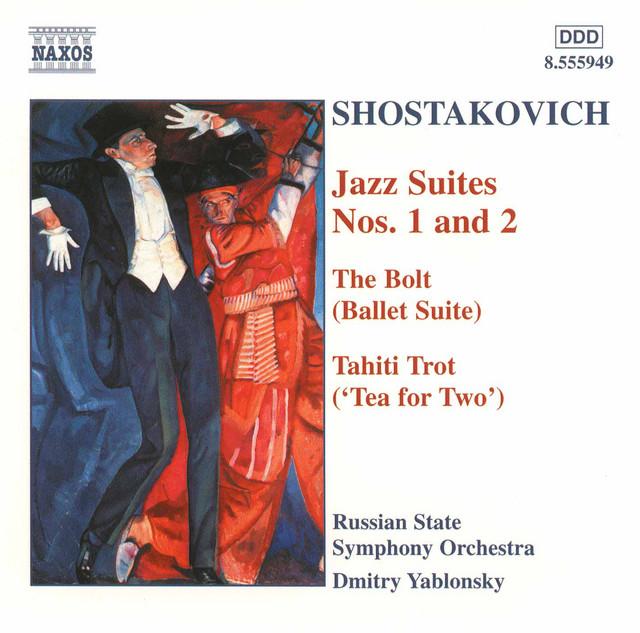 NAXOS
DDD
8.555949
SHOSTAKOVICH
Jazz Suites
Nos. 1 and 2
The Bolt
(Ballet Suite)
Tahiti Trot
(‘Tea for Two’)
Russian State
Symphony Orchestra
Dmitry Yablonsky